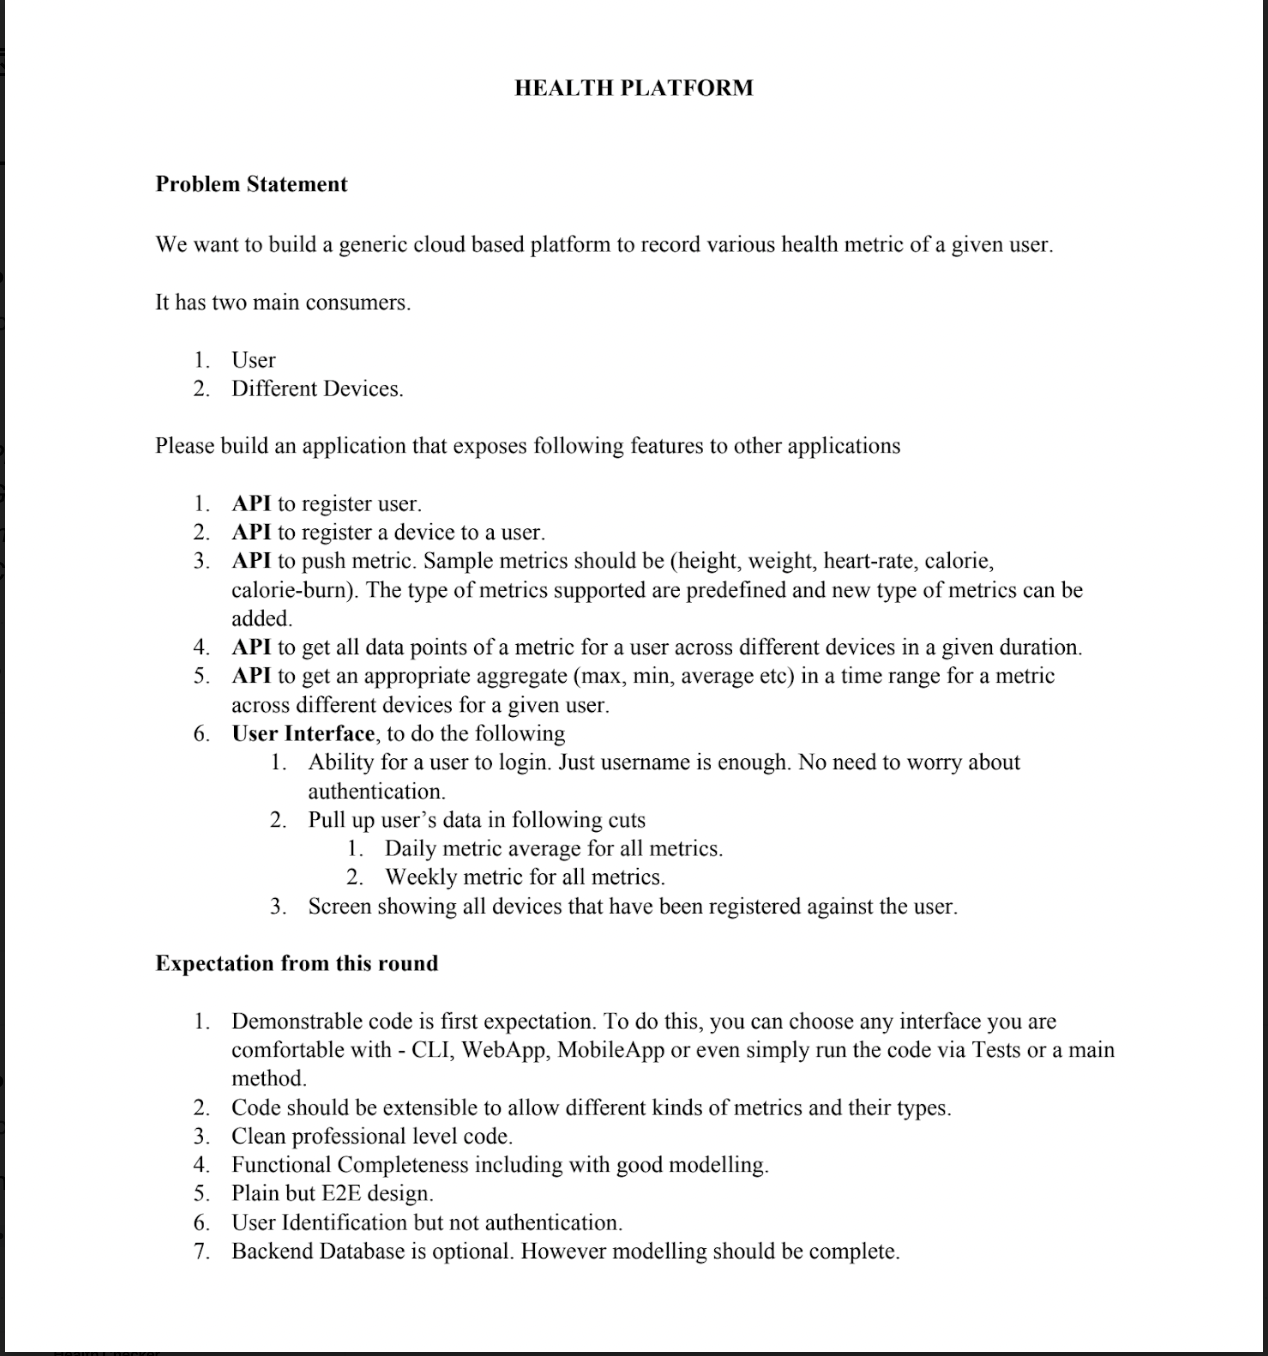 HEALTH PLATFORM
Problem Statement
We want to build a generic cloud based platform to record various health metric of a given user.
It has two main consumers.
1. User
2. Different Devices.
Please build an application that exposes following features to other applications
1. API to register user.
2. API to register a device to a user.
3. API to push metric. Sample metrics should be (height, weight, heart-rate, calorie,
calorie-burn). The type of metrics supported are predefined and new type of metrics can be
added.
4. API to get all data points of a metric for a user across different devices in a given duration.
5. API to get an appropriate aggregate (max, min, average etc) in a time range for a metric
across different devices for a given user.
6. User Interface, to do the following
1. Ability for a user to login. Just username is enough. No need to worry about
authentication.
2. Pull up user’s data in following cuts
1. Daily metric average for all metrics.
2. Weekly metric for all metrics.
3. Screen showing all devices that have been registered against the user.
Expectation from this round
1. Demonstrable code is first expectation. To do this, you can choose any interface you are
comfortable with - CLI, WebApp, MobileApp or even simply run the code via Tests or a main
method.
2. Code should be extensible to allow different kinds of metrics and their types.
3. Clean professional level code.
4. Functional Completeness including with good modelling.
5. Plain but E2E design.
6. User Identification but not authentication.
7. Backend Database is optional. However modelling should be complete.